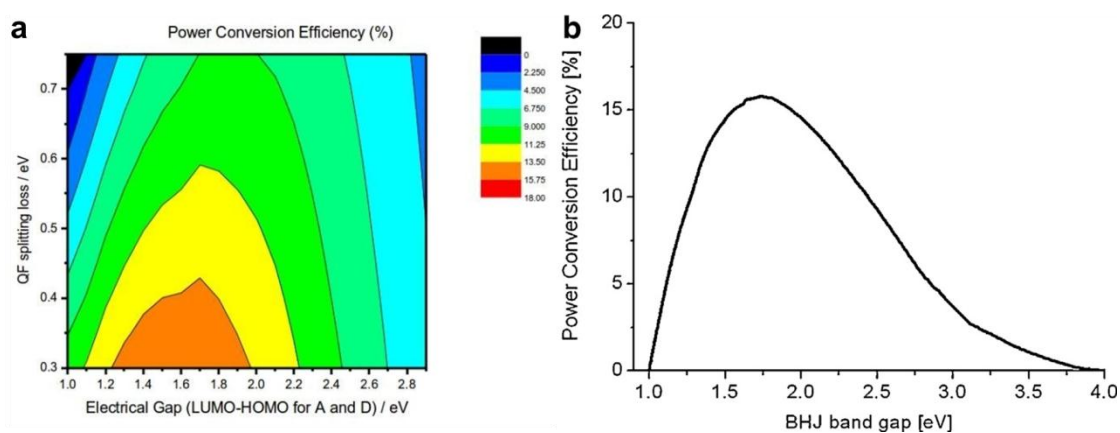 a
Power Conversion Efficiency (%)
QF splitting loss / eV
0.7
0.6
0.5
0.4
0.3
1.0 1.2 1.4 1.6 1.8 2.0 2.2 2.4 2.6 2.8
Electrical Gap (LUMO-HOMO for A and D) / eV
0
2.250
4.500
6.750
9.000
11.25
13.50
15.75
18.00
b
Power Conversion Efficiency [%]
20
15
10
5
0
1.0 1.5 2.0 2.5 3.0 3.5 4.0
BHJ band gap [eV]